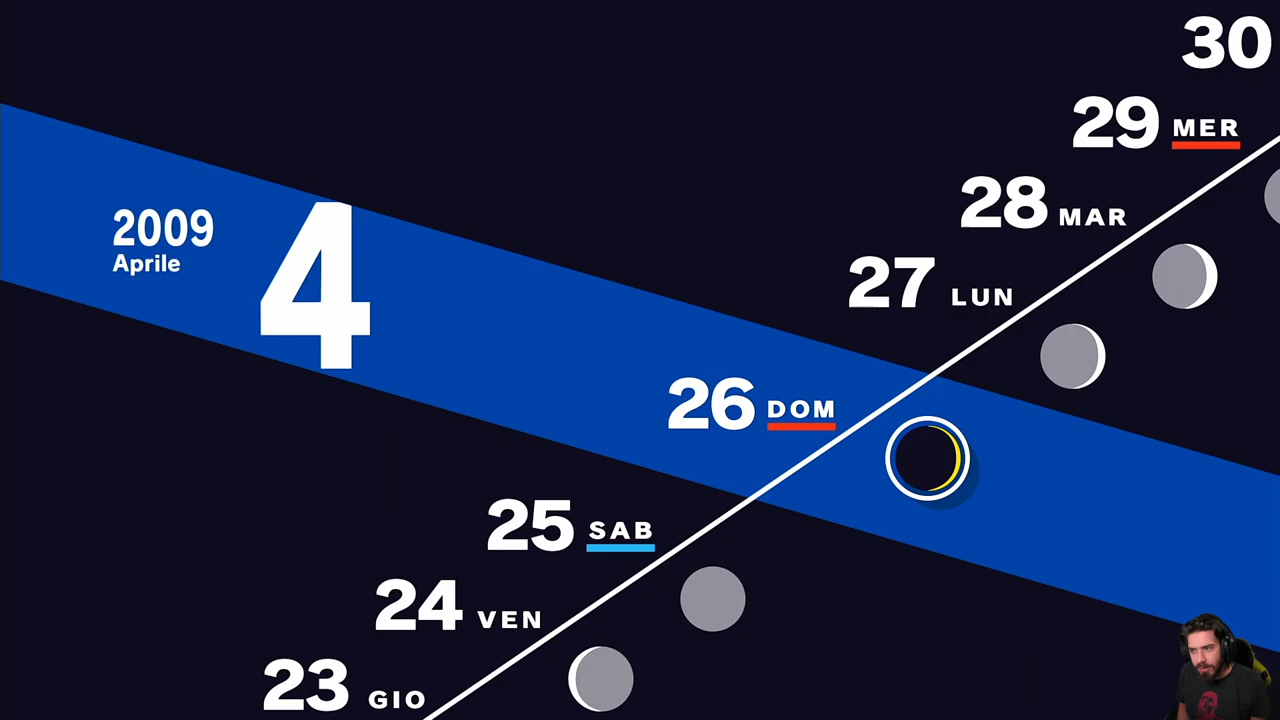 30
29 MER
28 MAR
2009
Aprile
4
27 LUN
26 DOM
25 SAB
24 VEN
23 GIO